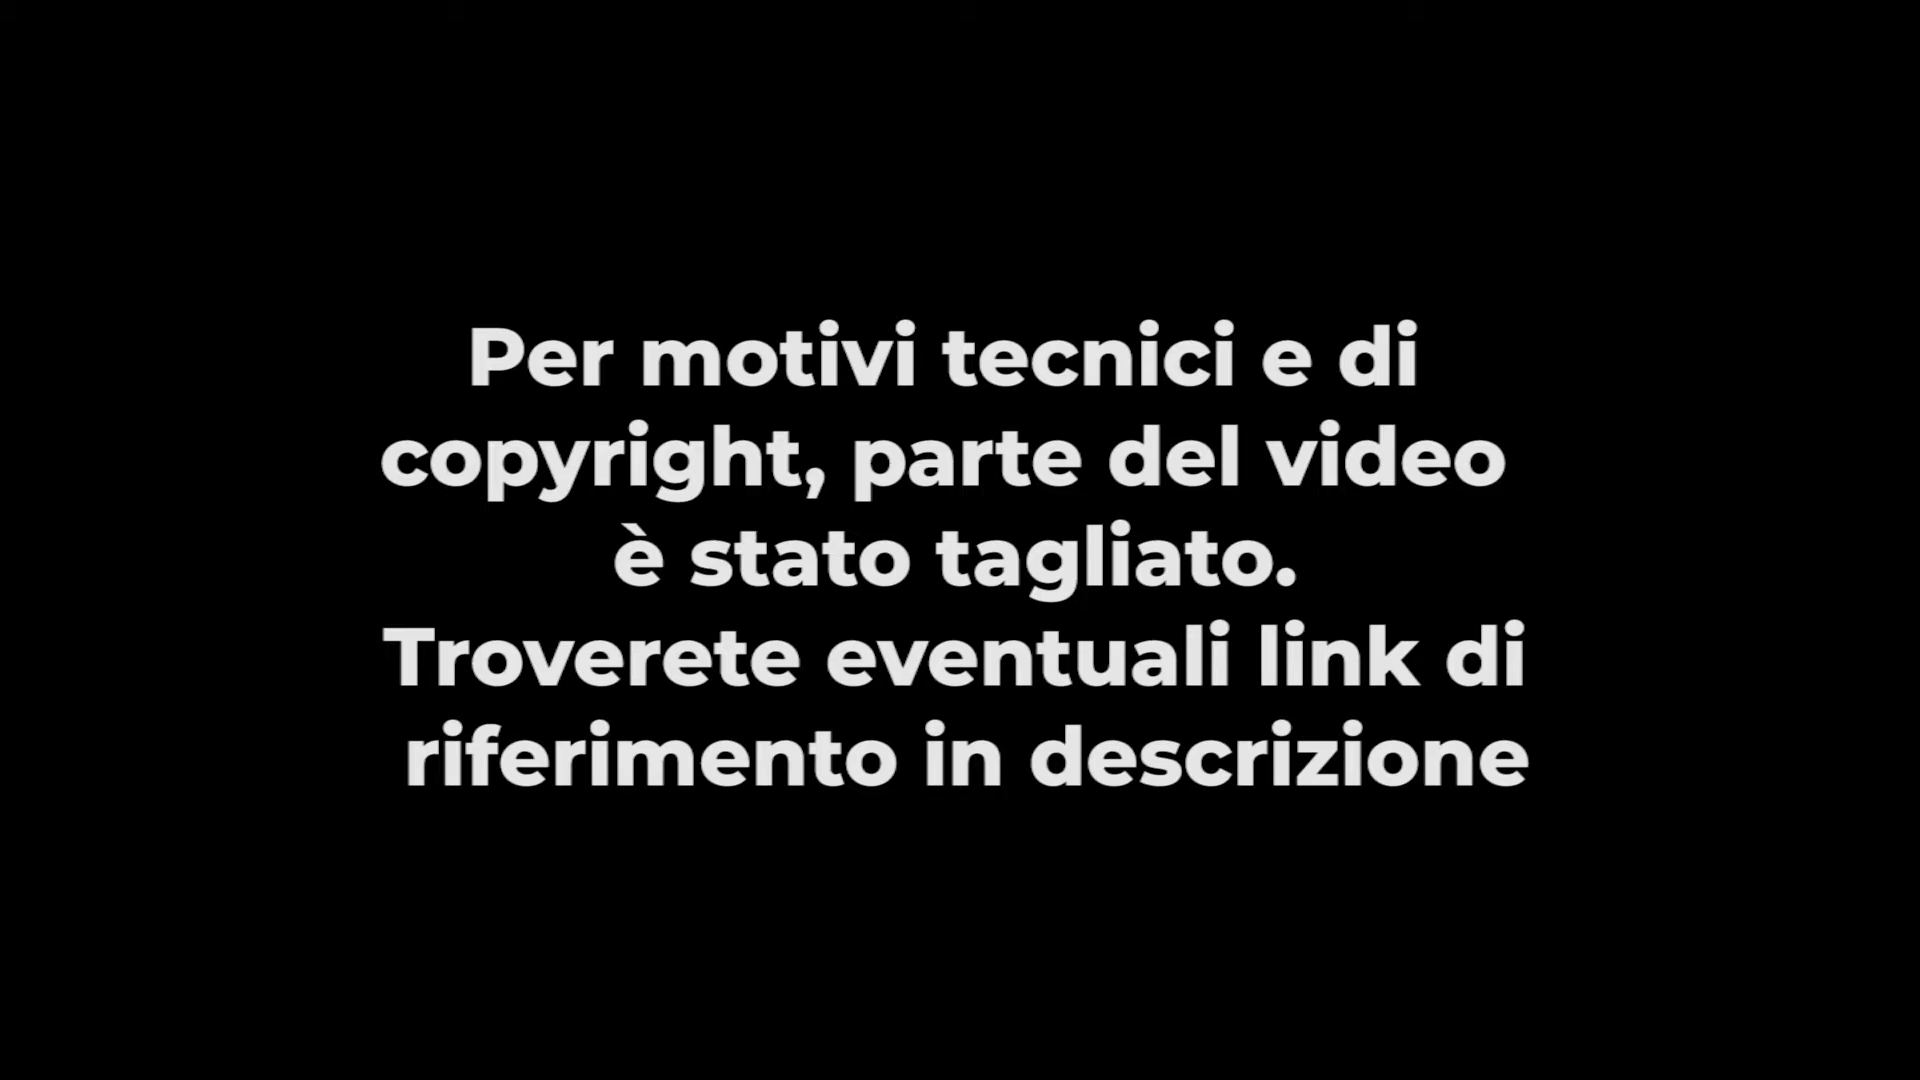 Per motivi tecnici e di
copyright, parte del video
è stato tagliato.
Troverete eventuali link di
riferimento in descrizione